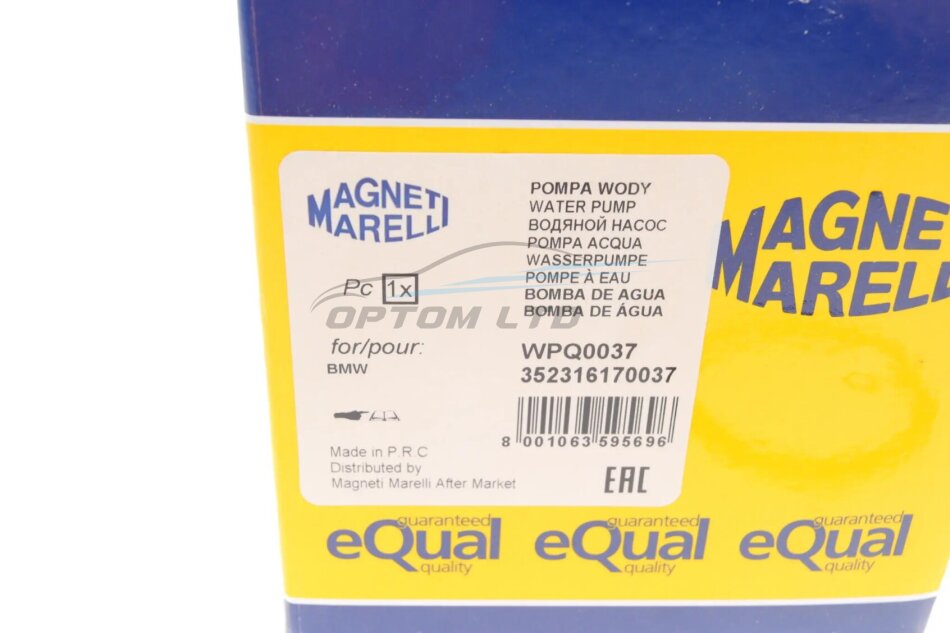 MAGNETI
MARELLI
Pc 1x
for/pour:
BMW
Made in P.R.C
Distributed by
Magneti Marelli After Market
POMPA WODY
WATER PUMP
ВОДЯНОЙ НАСОС
POMPA ACQUA
WASSERPUMPE
POMPE À EAU
BOMBA DE AGUA
BOMBA DE ÁGUA
WPQ0037
352316170037
8 001063 595696
EAC
OPTOM LTD
MAGNE
MARELL
guaranteed
eQual
quality
guaranteed
eQual
quality
guaranteed
eQual
quality